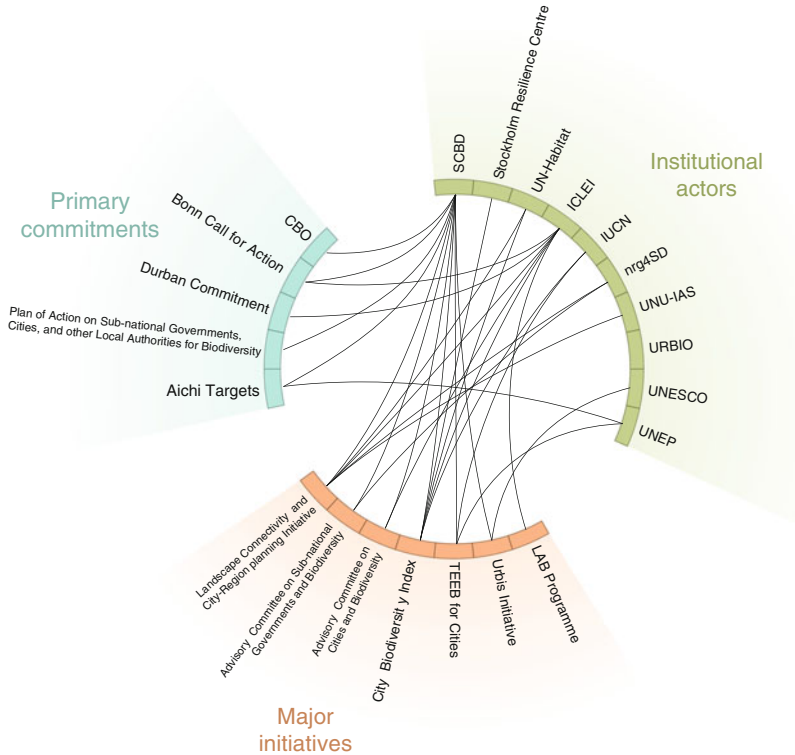 Primary
commitments
CBO
Bonn Call for Action
Durban Commitment
Plan of Action on Sub-national Governments,
Cities, and other Local Authorities for Biodiversity
Aichi Targets
Institutional
actors
SCBD
Stockholm Resilience Centre
UN-Habitat
ICLEI
IUCN
nrg4SD
UNU-IAS
URBIO
UNESCO
UNEP
Landscape Connectivity and
City-Region planning Initiative
Advisory Committee on Sub-national
Governments and Biodiversity
Advisory Committee on
Cities and Biodiversity
City Biodiversit y Index
TEEB for Cities
Urbis Initiative
LAB Programme
Major
initiatives